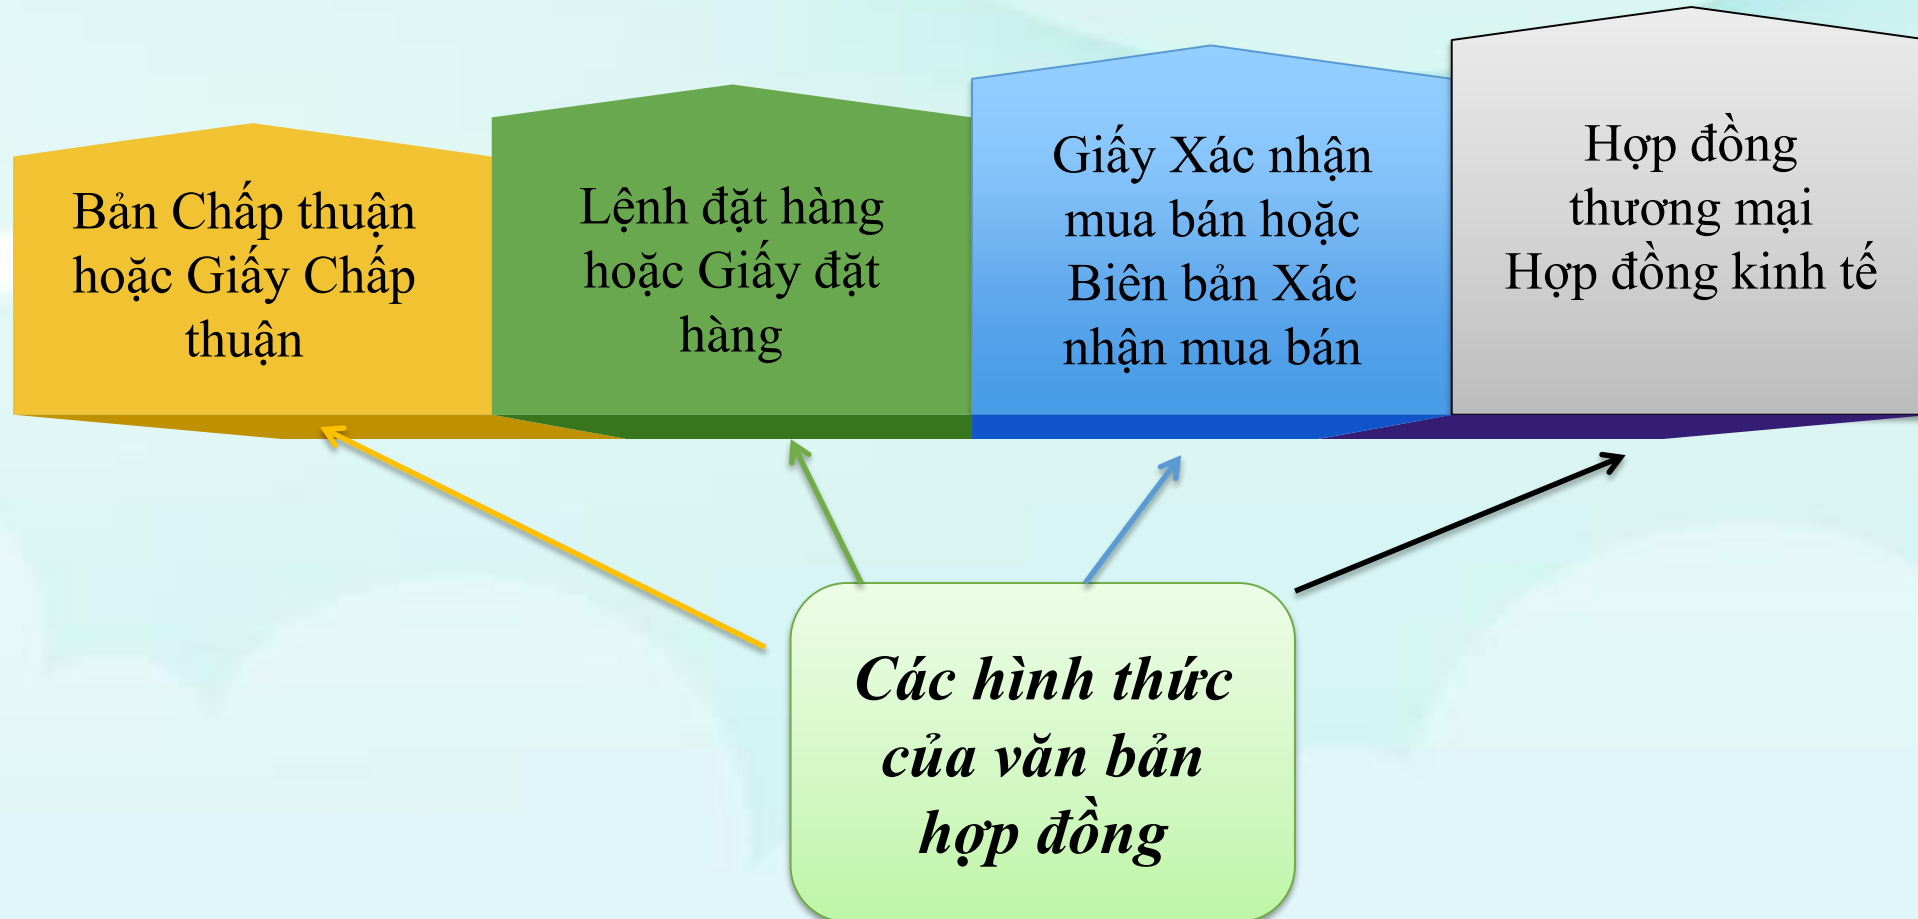 Bản Chấp thuận
hoặc Giấy Chấp
thuận
Lệnh đặt hàng
hoặc Giấy đặt
hàng
Giấy Xác nhận
mua bán hoặc
Biên bản Xác
nhận mua bán
Hợp đồng
thương mại
Hợp đồng kinh tế
Các hình thức
của văn bản
hợp đồng